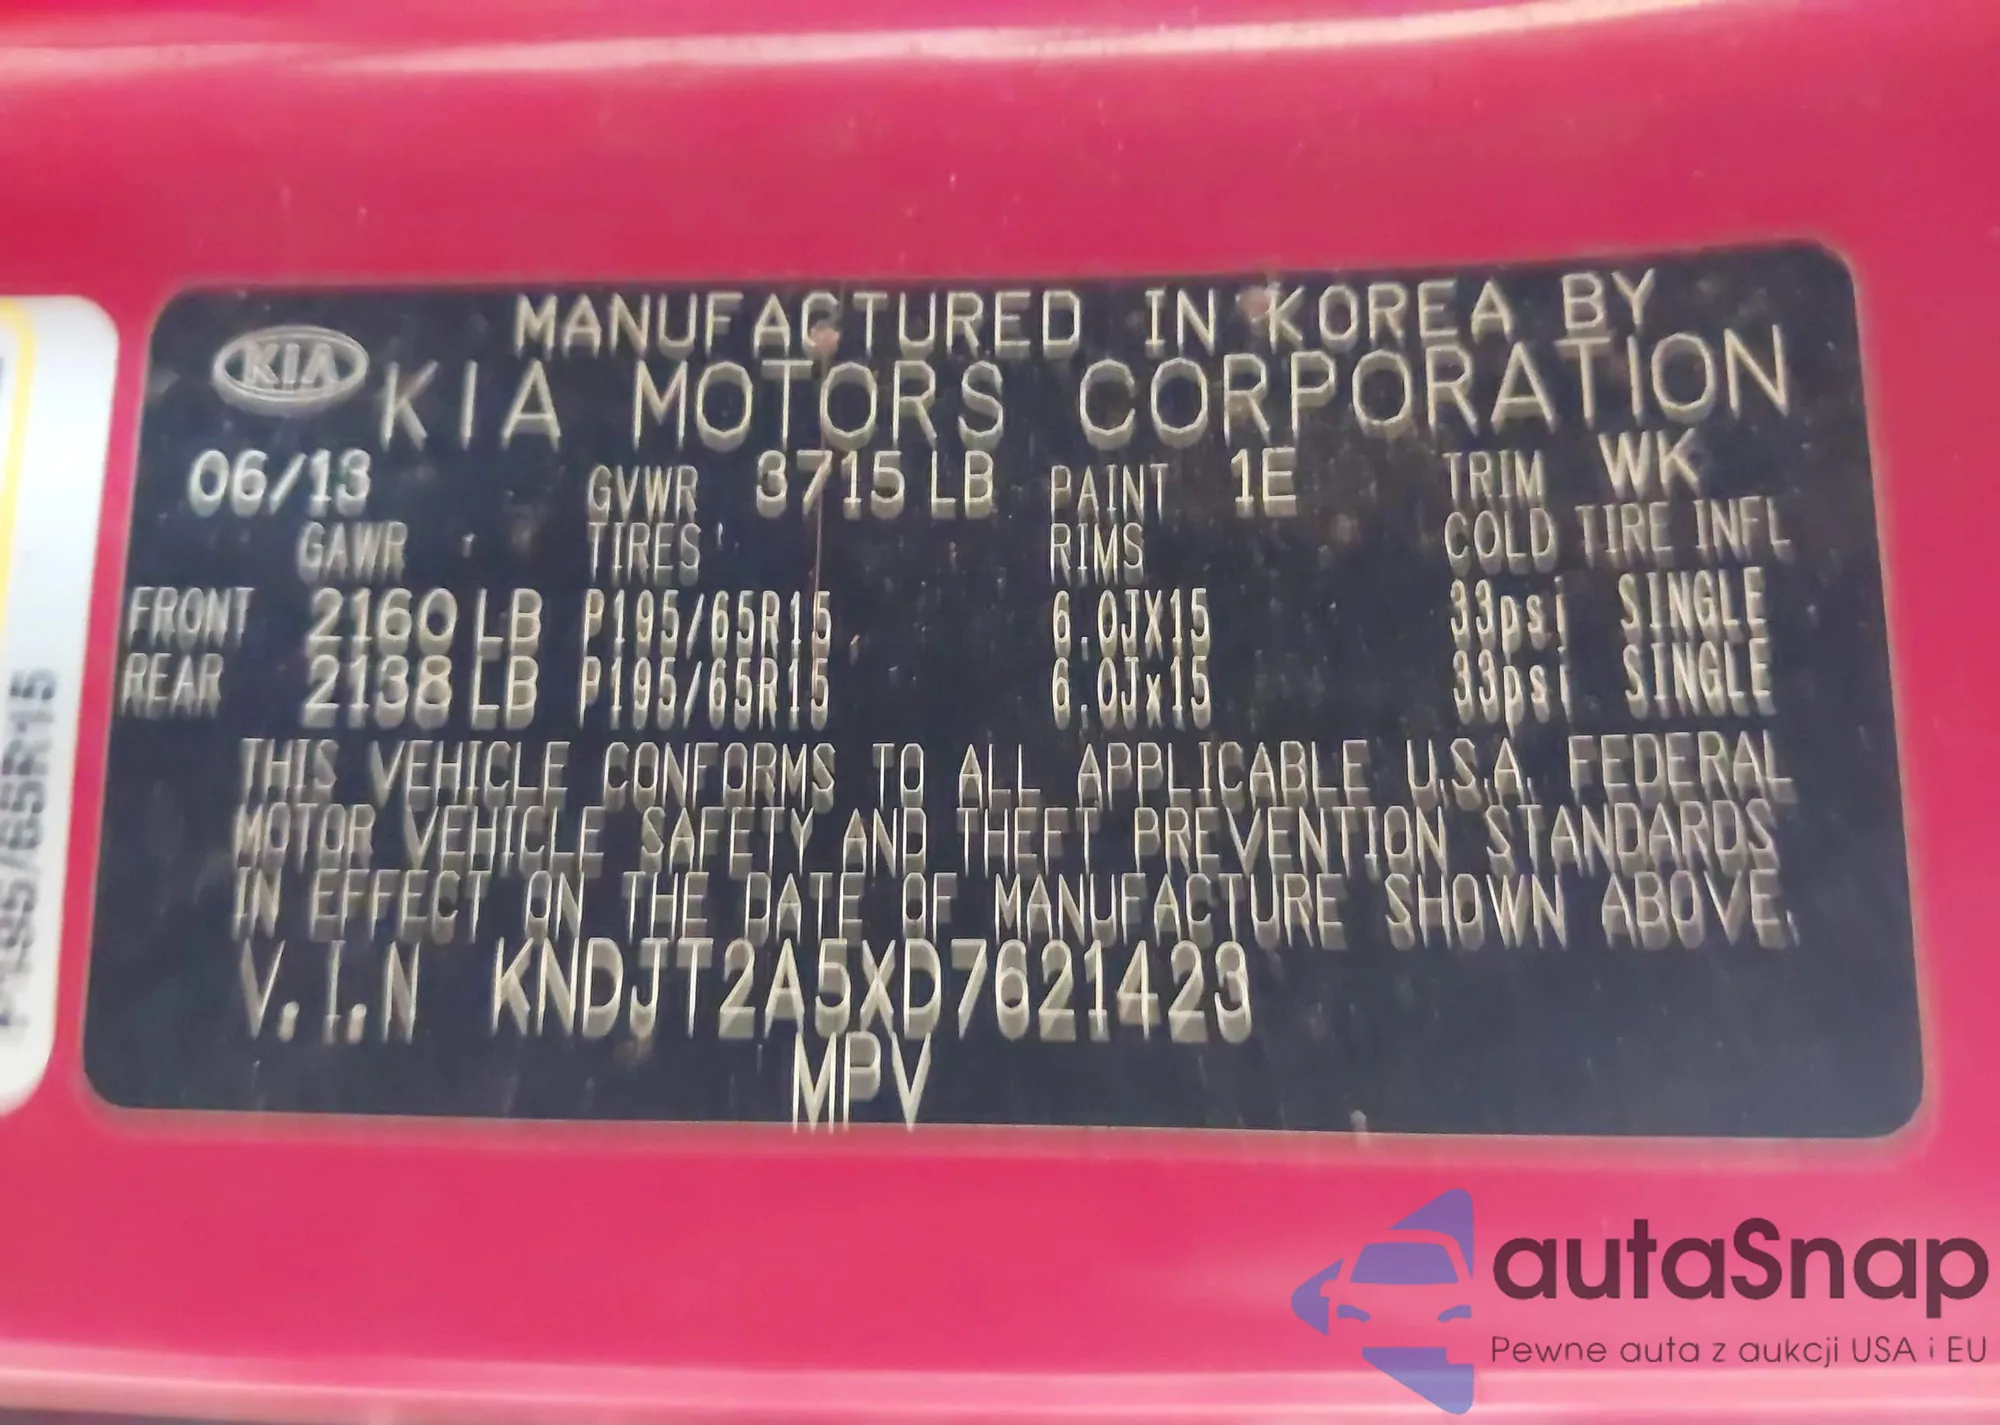 MANUFACTURED IN KOREA BY
KIA KIA MOTORS CORPORATION
06/13 GVWR 3715 LB PAINT 1E TRIM WK
GAWR TIRES RIMS COLD TIRE INFL
FRONT 2160 LB P195/65R15 6.0JX15 33psi SINGLE
REAR 2138 LB P195/65R15 6.0Jx15 33psi SINGLE
THIS VEHICLE CONFORMS TO ALL APPLICABLE U.S.A. FEDERAL
MOTOR VEHICLE SAFETY AND THEFT PREVENTION STANDARDS
IN EFFECT ON THE DATE OF MANUFACTURE SHOWN ABOVE.
V.I.N KNDJT2A5XD7621423
MPV
P195/65R15
autaSnap
Pewne auta z aukcji USA i EU